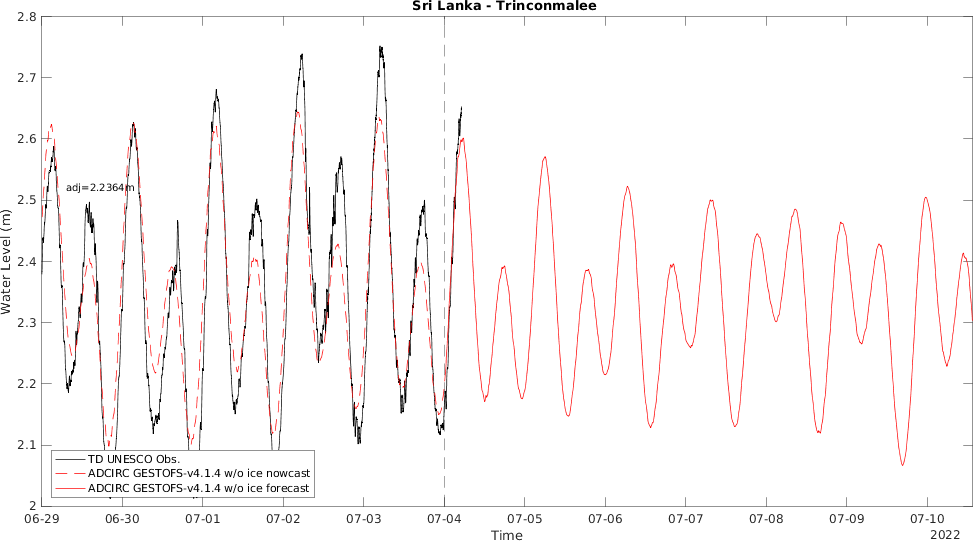 Sri Lanka - Trinconmalee
2.8
2.7
2.6
2.5
2.4
2.3
2.2
2.1
2
Water Level (m)
adj=2.2364m
TD UNESCO Obs.
ADCIRC GESTOFS-v4.1.4 w/o ice nowcast
ADCIRC GESTOFS-v4.1.4 w/o ice forecast
06-29 06-30 07-01 07-02 07-03 07-04 07-05 07-06 07-07 07-08 07-09 07-10
Time
2022